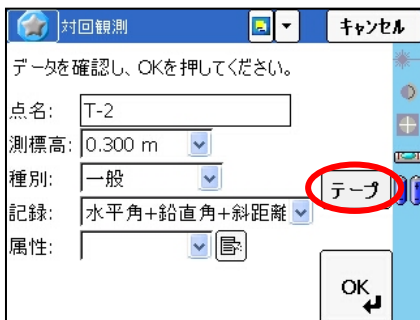 対回観測
キャンセル
データを確認し、OKを押してください。
点名: T-2
測標高: 0.300 m
種別: 一般
テープ
記録: 水平角+鉛直角+斜距離
属性:
OK